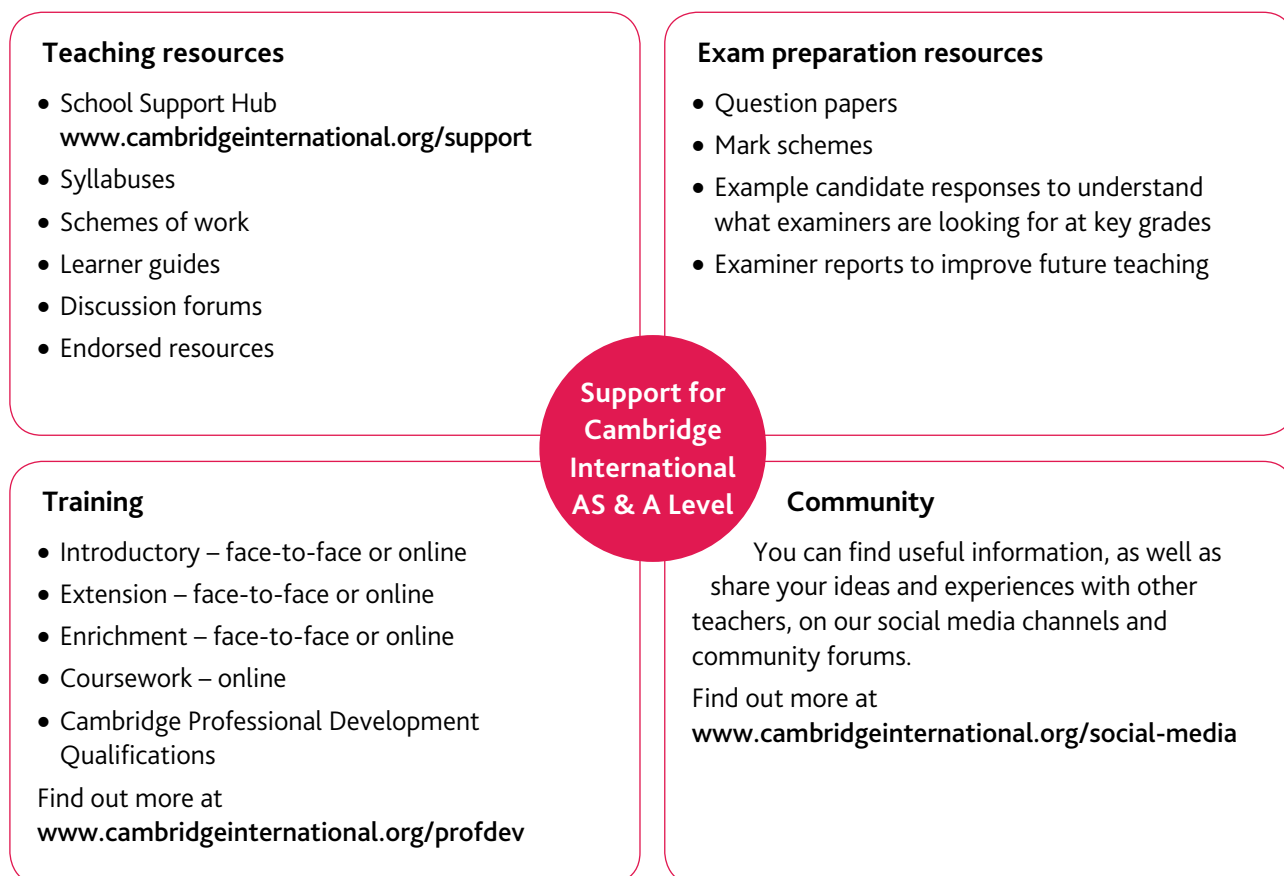 Teaching resources
• School Support Hub
www.cambridgeinternational.org/support
• Syllabuses
• Schemes of work
• Learner guides
• Discussion forums
• Endorsed resources
Exam preparation resources
• Question papers
• Mark schemes
• Example candidate responses to understand
what examiners are looking for at key grades
• Examiner reports to improve future teaching
Support for
Cambridge
International
AS & A Level
Training
• Introductory – face-to-face or online
• Extension – face-to-face or online
• Enrichment – face-to-face or online
• Coursework – online
• Cambridge Professional Development
Qualifications
Find out more at
www.cambridgeinternational.org/profdev
Community
You can find useful information, as well as
share your ideas and experiences with other
teachers, on our social media channels and
community forums.
Find out more at
www.cambridgeinternational.org/social-media